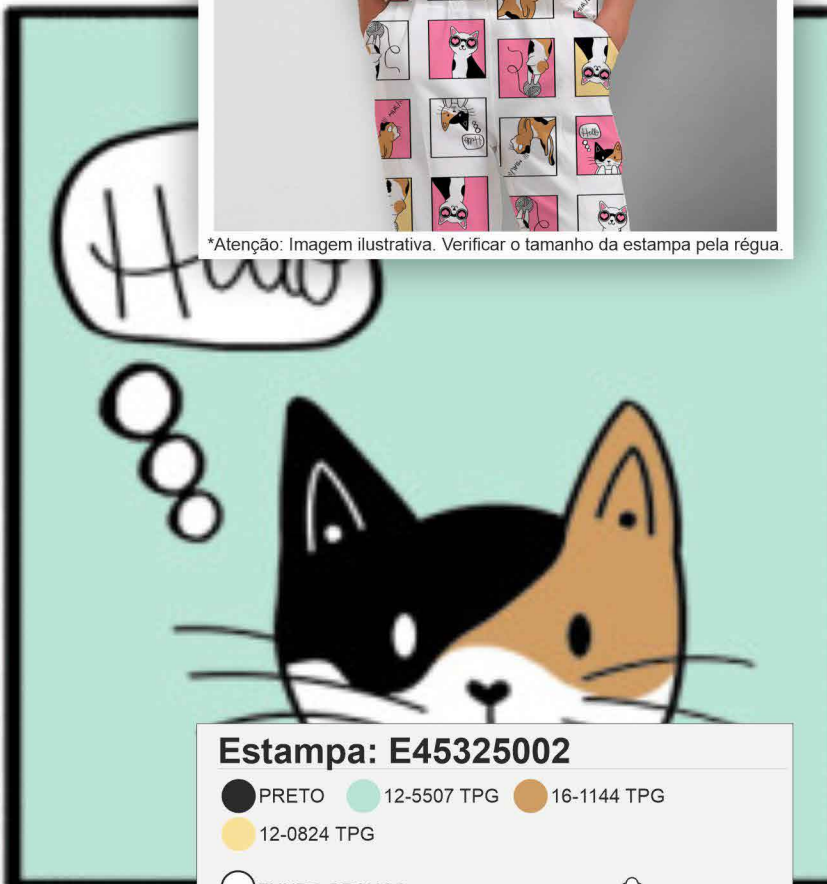 *Atenção: Imagem ilustrativa. Verificar o tamanho da estampa pela régua.
Hello
Estampa: E45325002
PRETO 12-5507 TPG 16-1144 TPG
12-0824 TPG